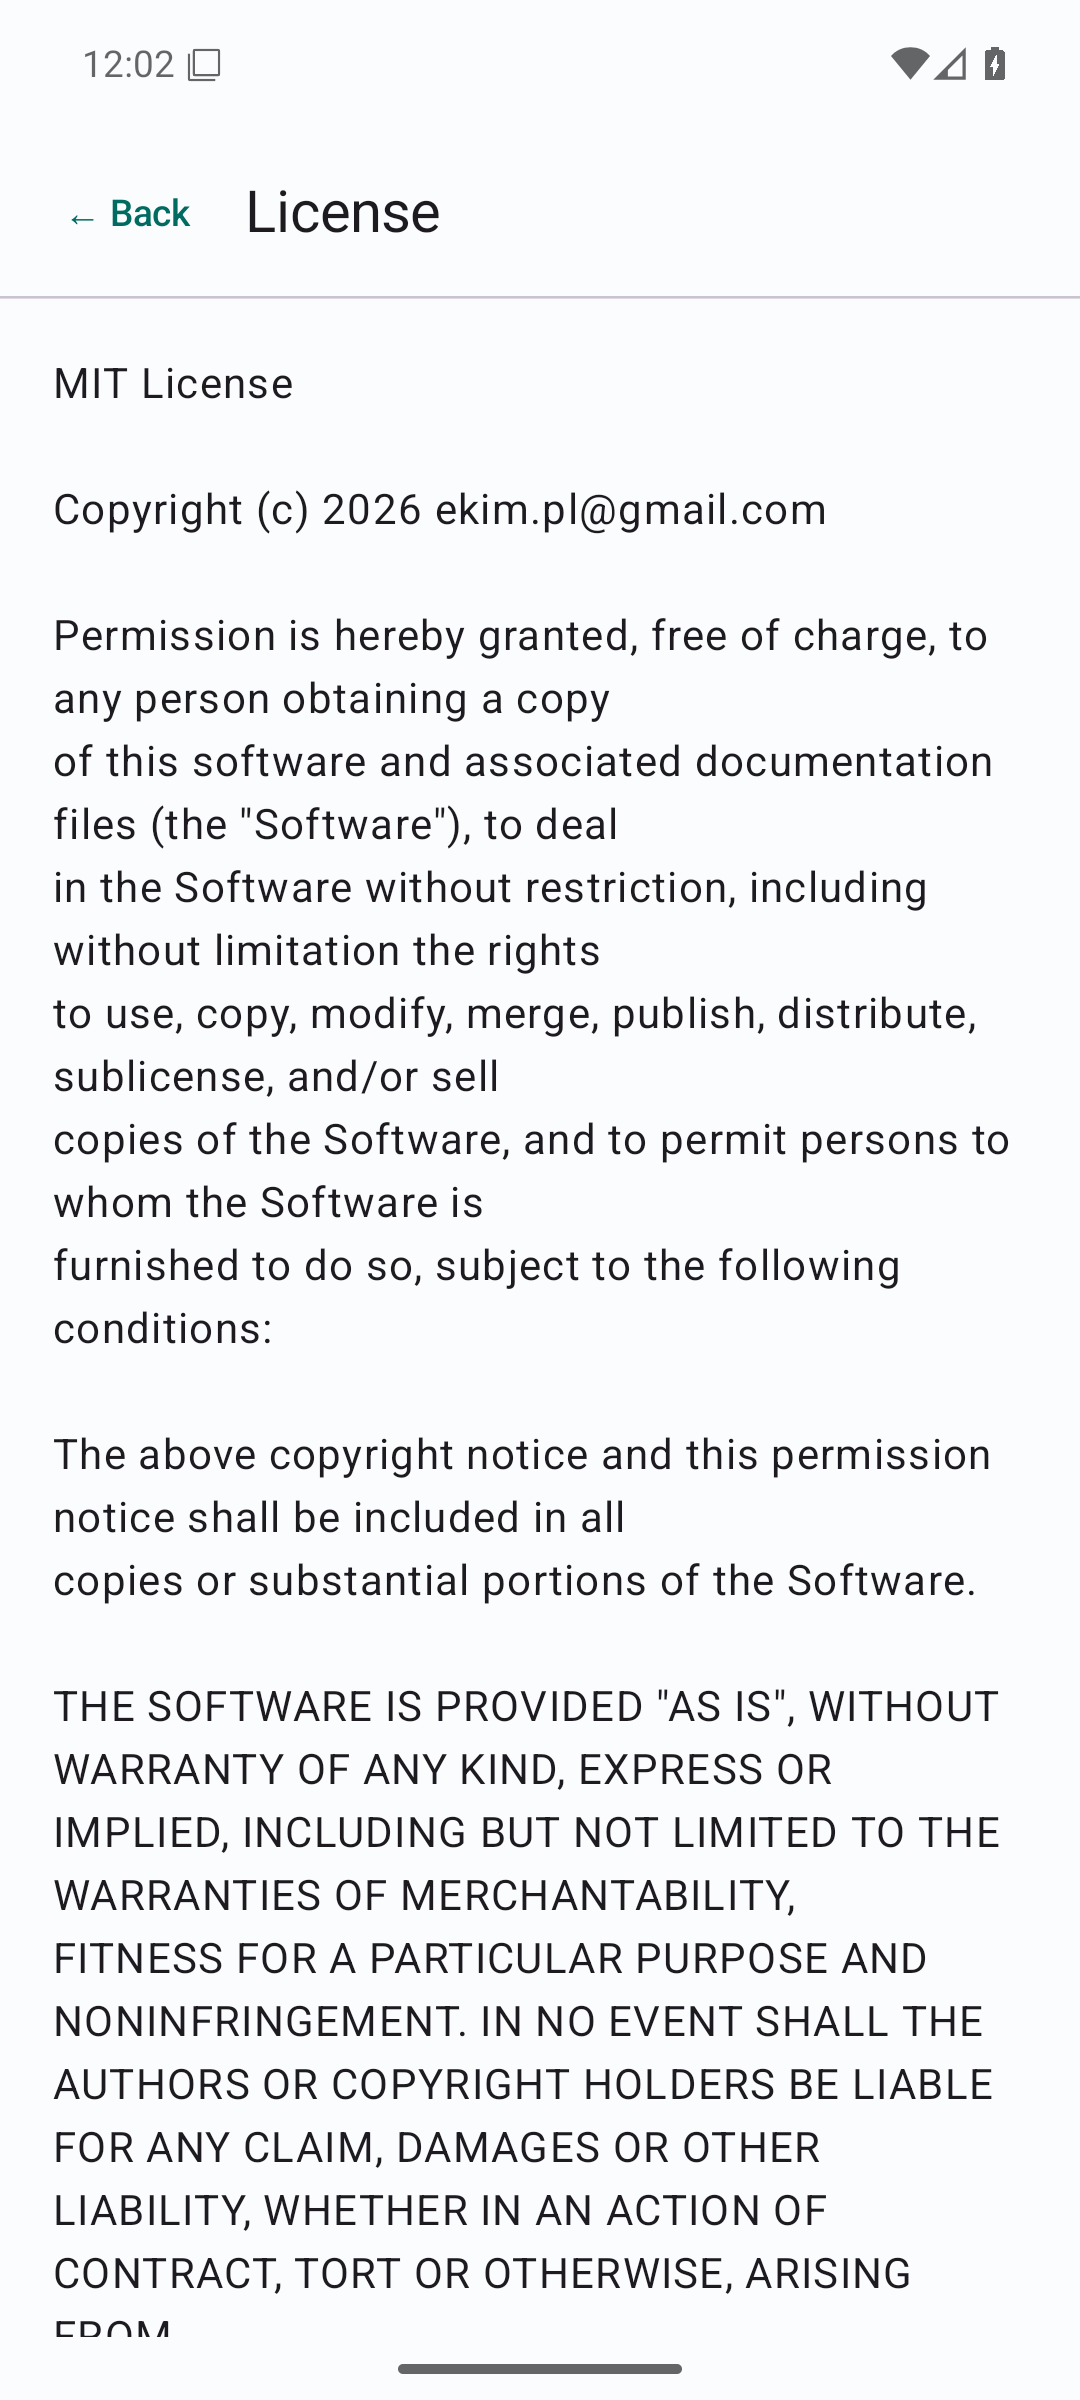 12:02
← Back License
MIT License
Copyright (c) 2026 ekim.pl@gmail.com
Permission is hereby granted, free of charge, to
any person obtaining a copy
of this software and associated documentation
files (the "Software"), to deal
in the Software without restriction, including
without limitation the rights
to use, copy, modify, merge, publish, distribute,
sublicense, and/or sell
copies of the Software, and to permit persons to
whom the Software is
furnished to do so, subject to the following
conditions:
The above copyright notice and this permission
notice shall be included in all
copies or substantial portions of the Software.
THE SOFTWARE IS PROVIDED "AS IS", WITHOUT
WARRANTY OF ANY KIND, EXPRESS OR
IMPLIED, INCLUDING BUT NOT LIMITED TO THE
WARRANTIES OF MERCHANTABILITY,
FITNESS FOR A PARTICULAR PURPOSE AND
NONINFRINGEMENT. IN NO EVENT SHALL THE
AUTHORS OR COPYRIGHT HOLDERS BE LIABLE
FOR ANY CLAIM, DAMAGES OR OTHER
LIABILITY, WHETHER IN AN ACTION OF
CONTRACT, TORT OR OTHERWISE, ARISING
FROM